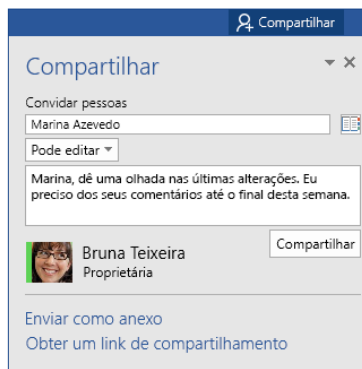 Compartilhar
Compartilhar
Convidar pessoas
Marina Azevedo
Pode editar
Marina, dê uma olhada nas últimas alterações. Eu
preciso dos seus comentários até o final desta semana.
Bruna Teixeira
Proprietária
Compartilhar
Enviar como anexo
Obter um link de compartilhamento